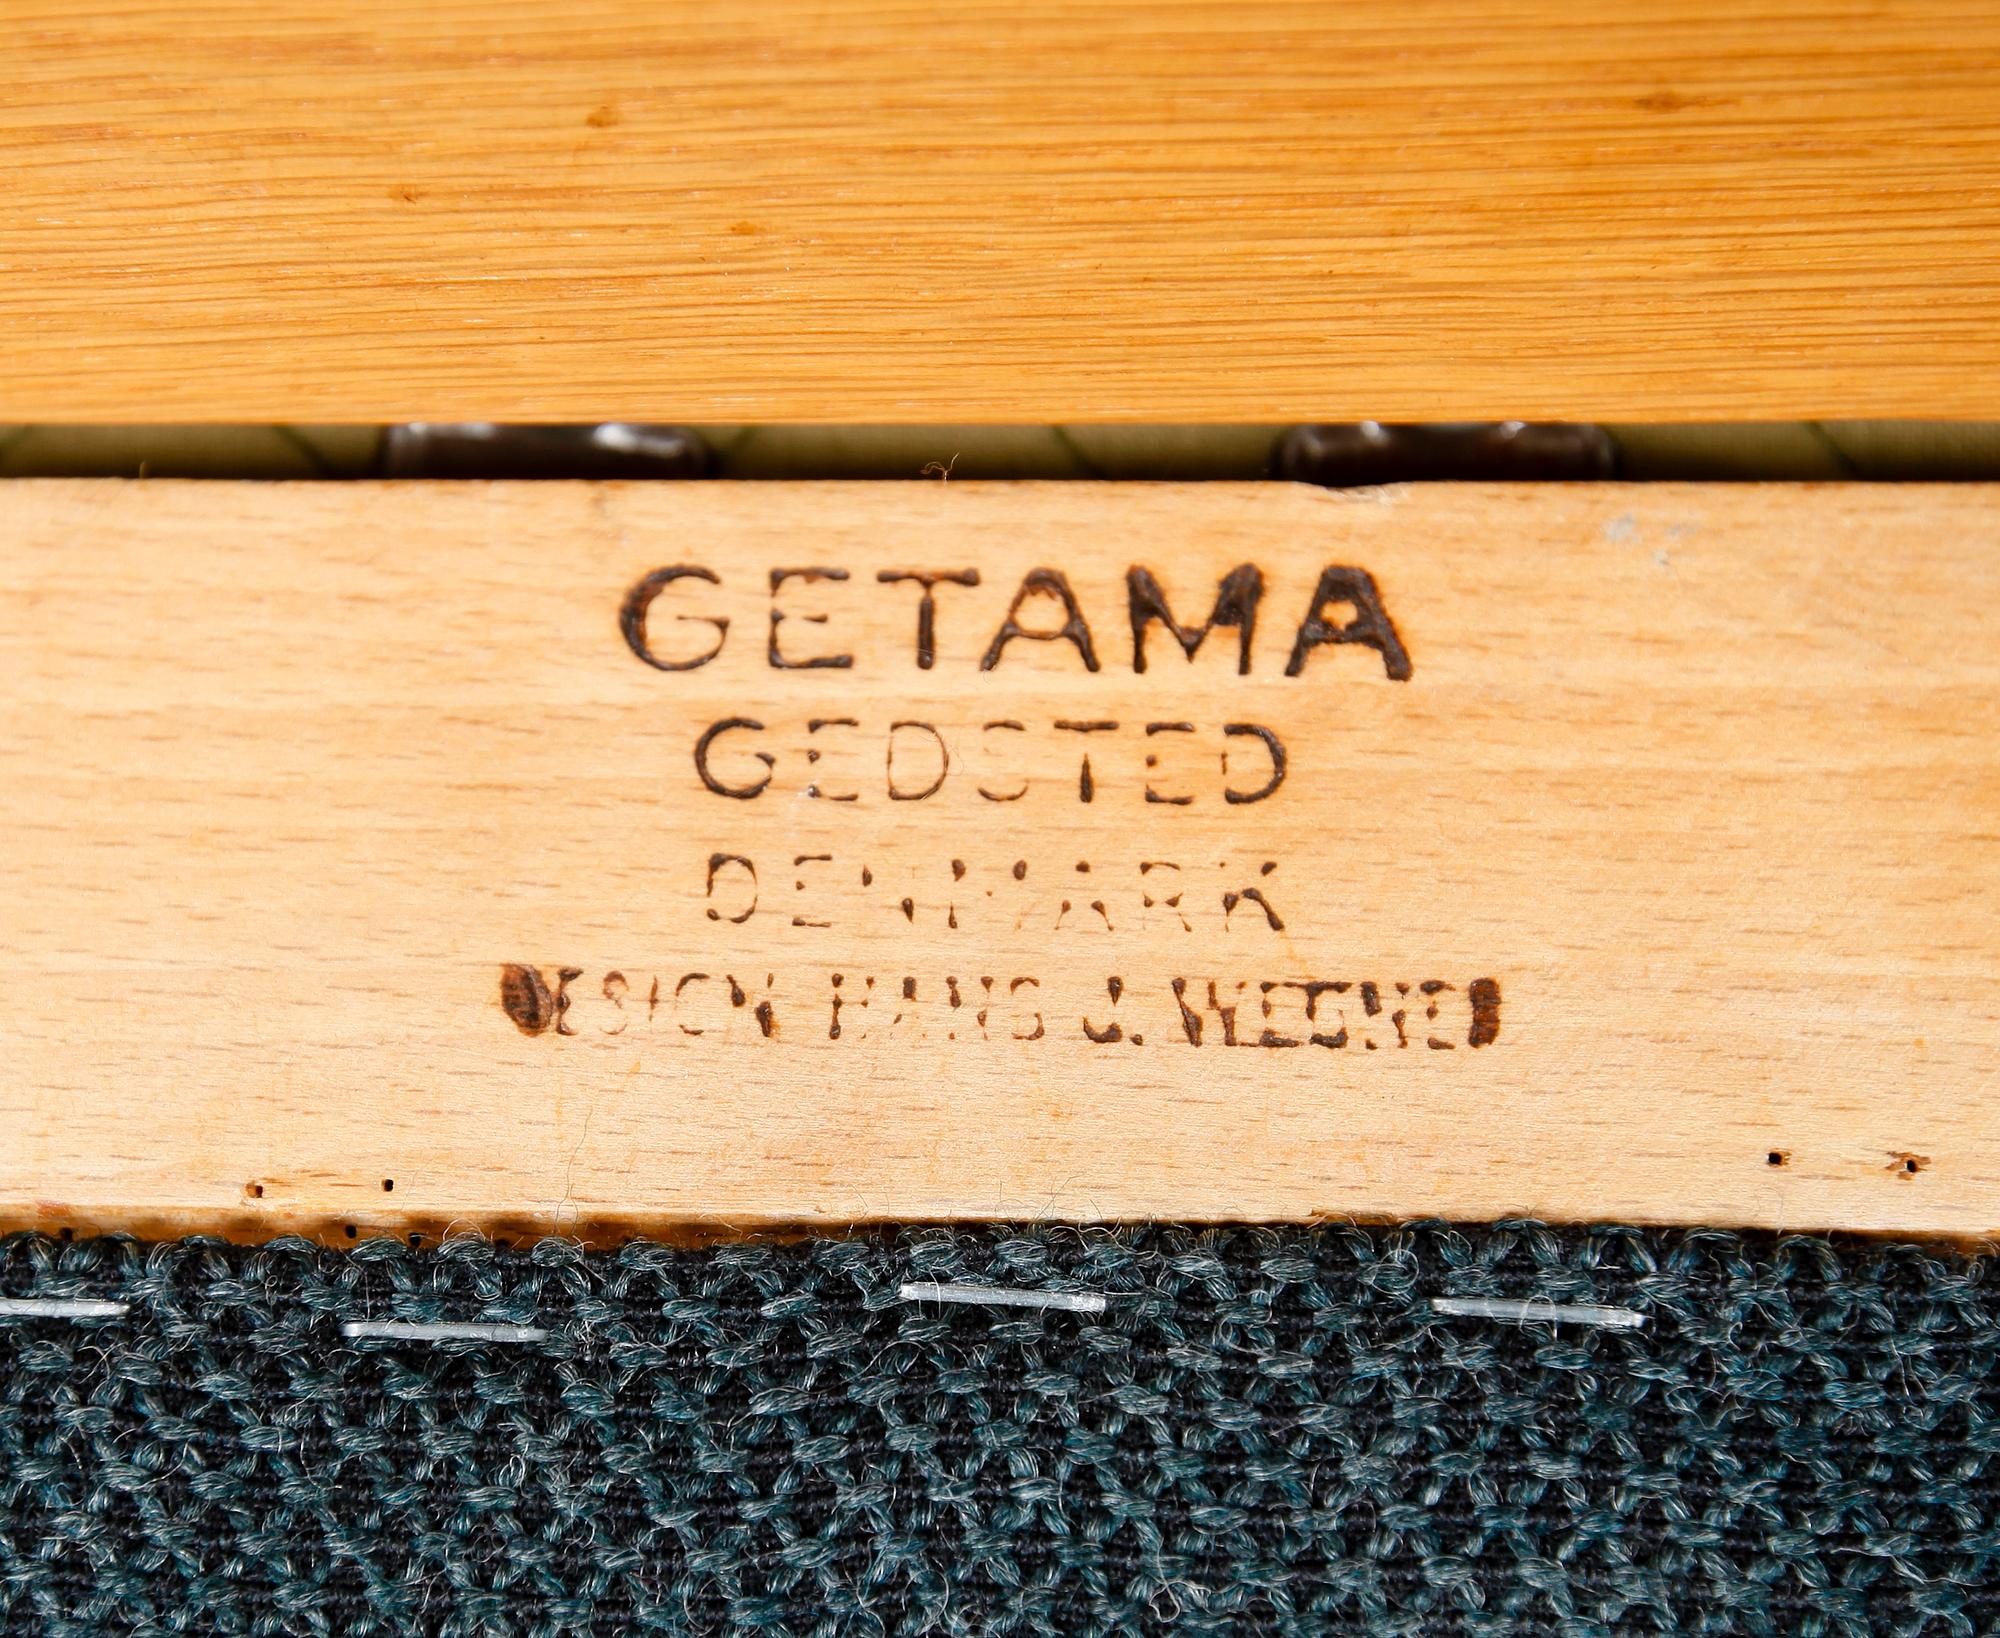 GETAMA
GEDSTED
DENMARK
DESIGN HANS J. WEGNER